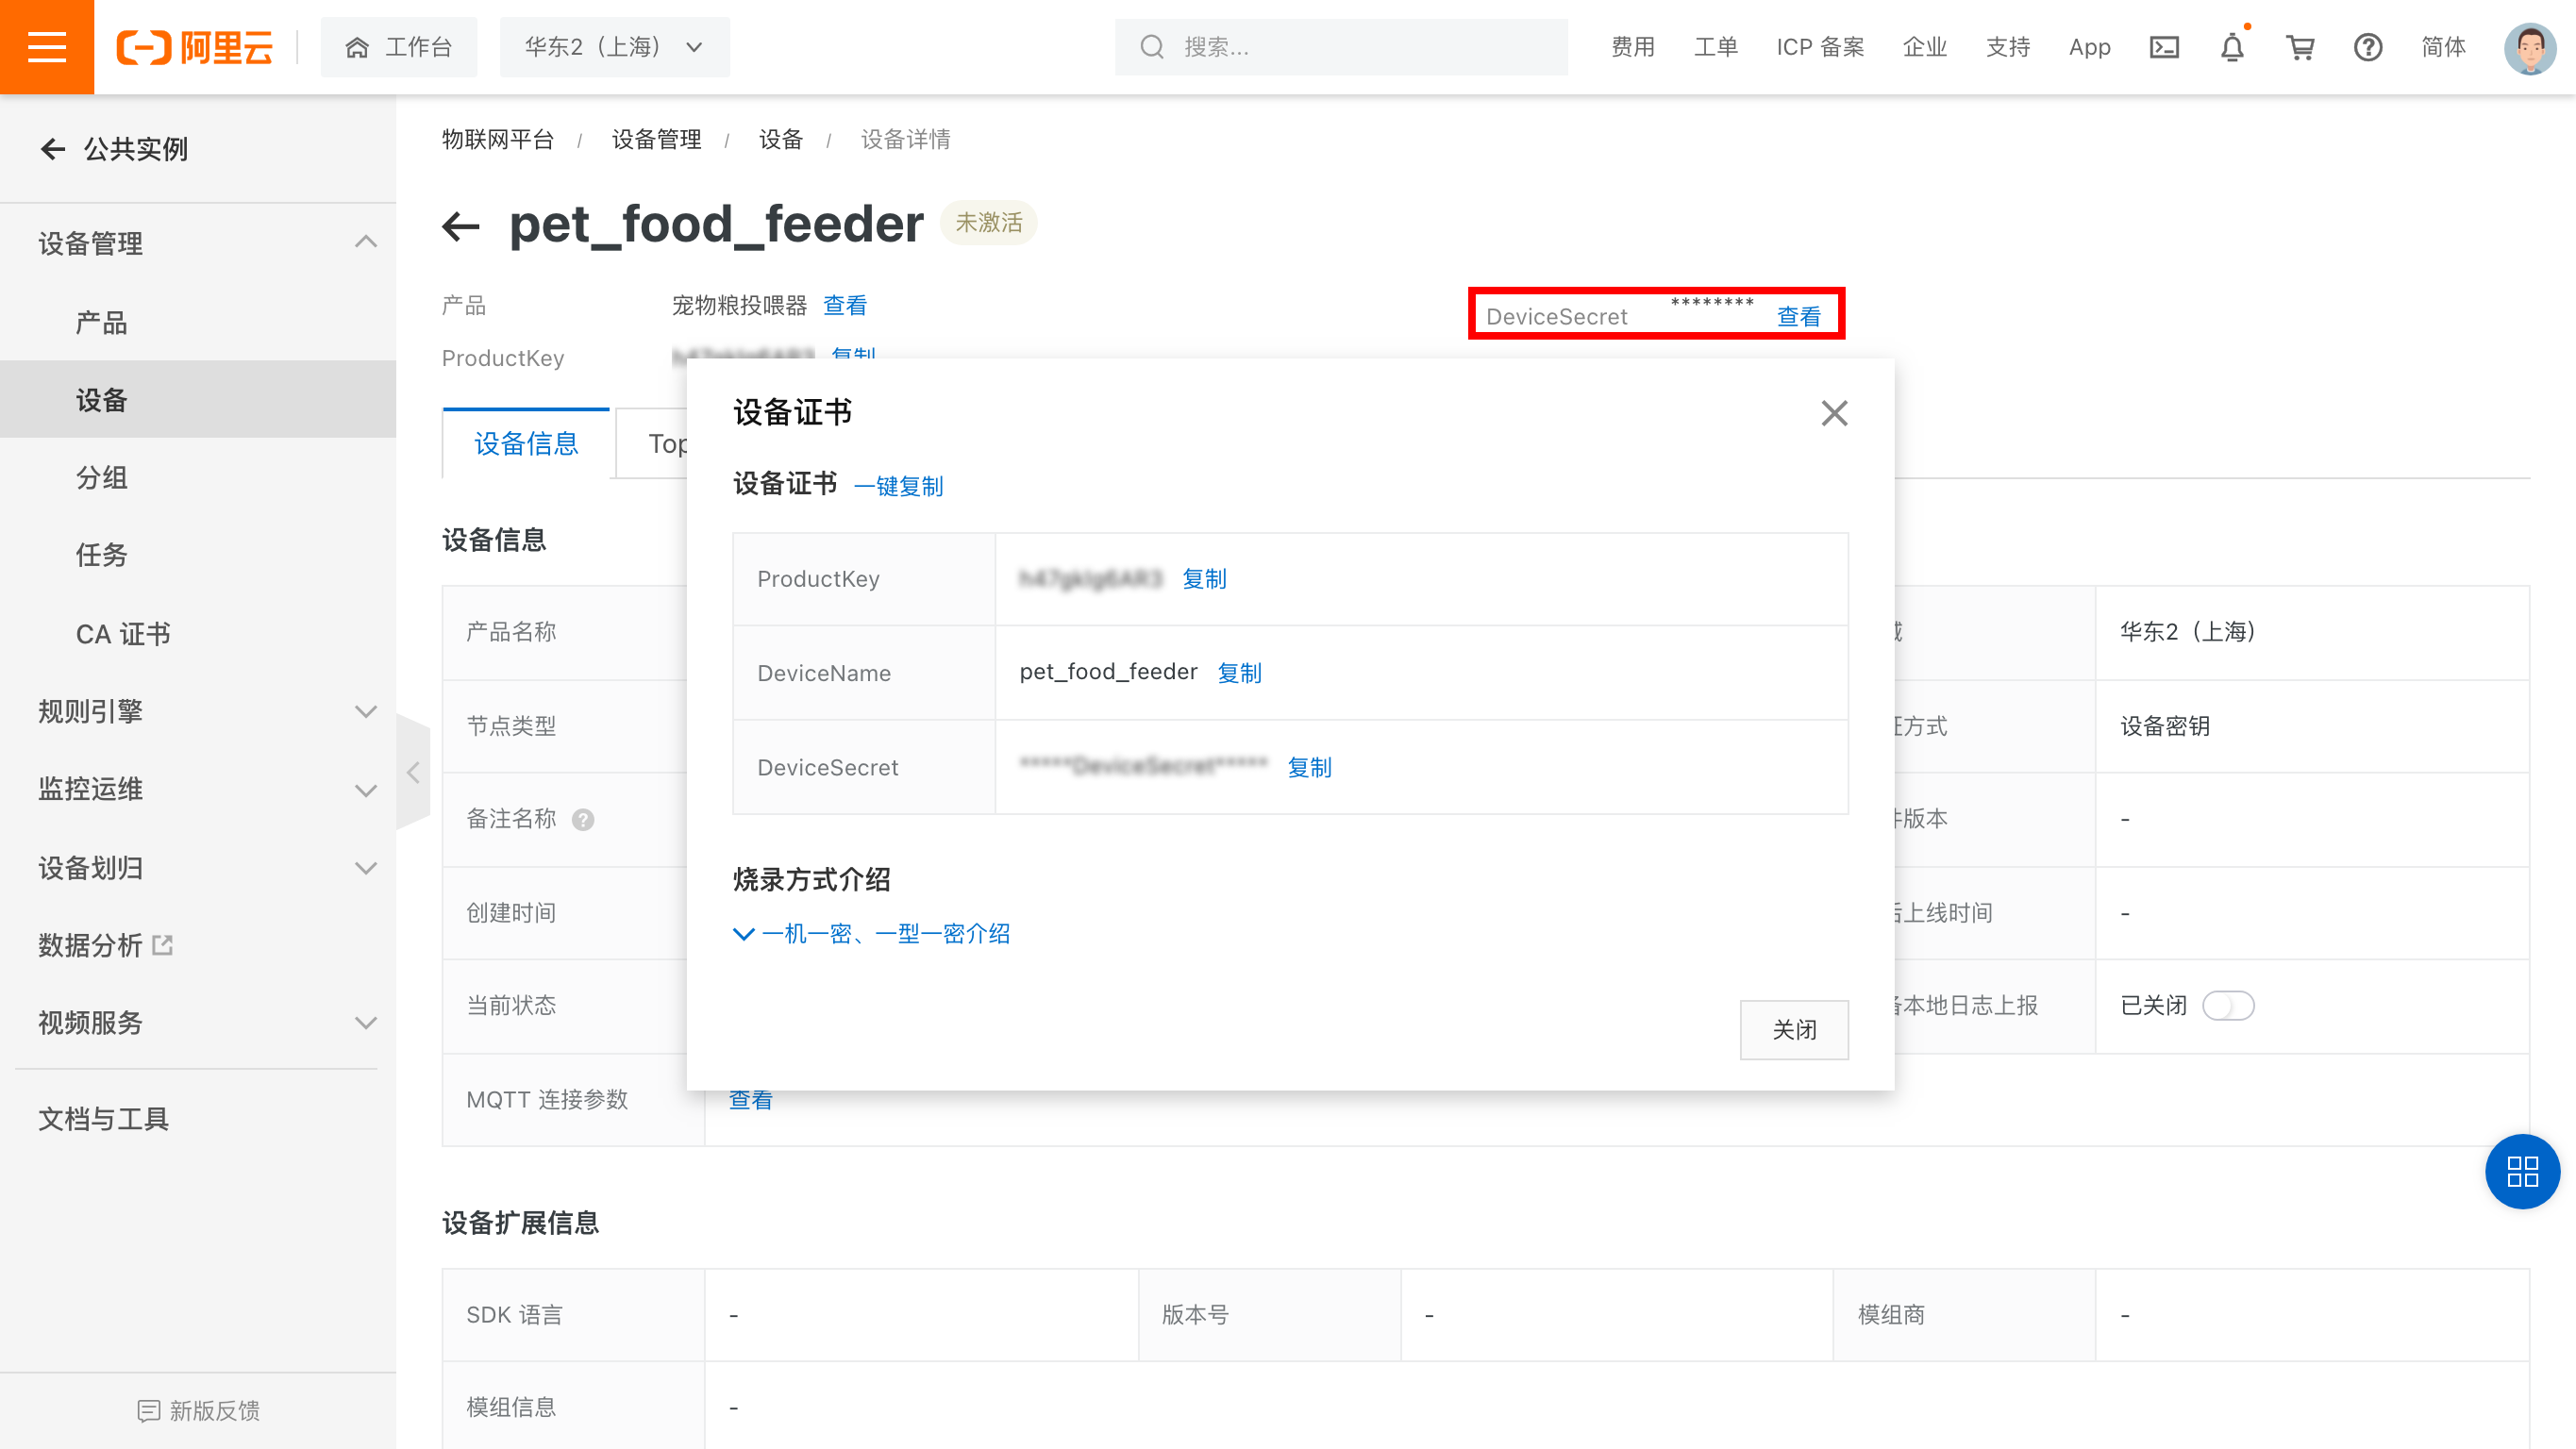 阿里云
工作台
华东2（上海）
搜索...
费用
工单
ICP 备案
企业
支持
App
简体
公共实例
设备管理
产品
设备
分组
任务
CA 证书
规则引擎
监控运维
设备划归
数据分析
视频服务
文档与工具
新版反馈
物联网平台 / 设备管理 / 设备 / 设备详情
pet_food_feeder 未激活
产品 宠物粮投喂器 查看
DeviceSecret ******** 查看
ProductKey 复制
设备信息
Top
设备证书
设备证书 一键复制
ProductKey 复制
DeviceName pet_food_feeder 复制
DeviceSecret *****DeviceSecret***** 复制
烧录方式介绍
一机一密、一型一密介绍
关闭
设备信息
产品名称 华东2（上海）
节点类型 方式 设备密钥
备注名称 版本 -
创建时间 上线时间 -
当前状态 本地日志上报 已关闭
MQTT 连接参数 查看
设备扩展信息
SDK 语言 - 版本号 - 模组商 -
模组信息 -